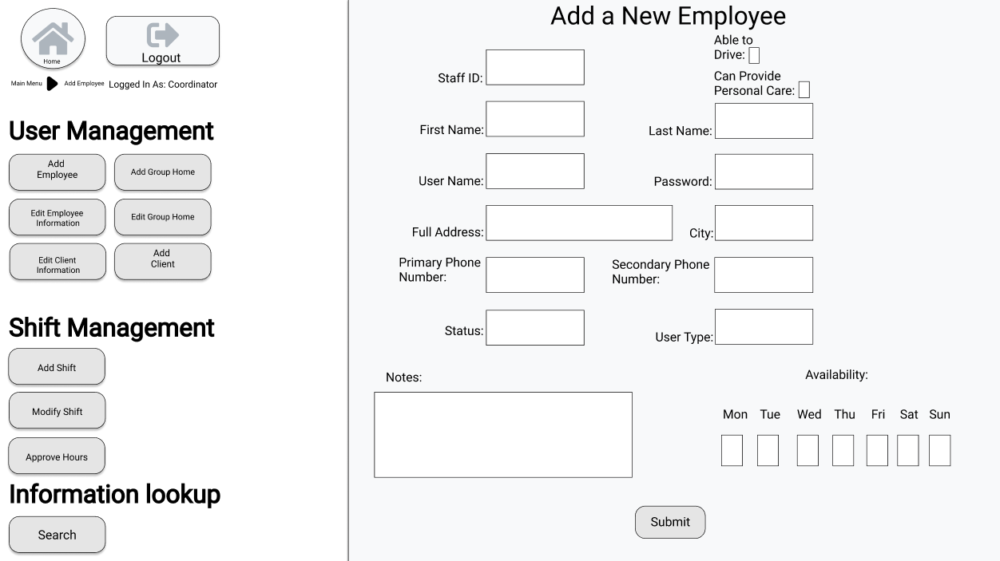 Home
Logout
Main Menu
Add Employee
Logged In As: Coordinator
User Management
Add
Employee
Add Group Home
Edit Employee
Information
Edit Group Home
Edit Client
Information
Add
Client
Shift Management
Add Shift
Modify Shift
Approve Hours
Information lookup
Search
Add a New Employee
Able to
Drive:
Staff ID:
Can Provide
Personal Care:
First Name:
Last Name:
User Name:
Password:
Full Address:
City:
Primary Phone
Number:
Secondary Phone
Number:
Status:
User Type:
Notes:
Availability:
Mon Tue Wed Thu Fri Sat Sun
Submit